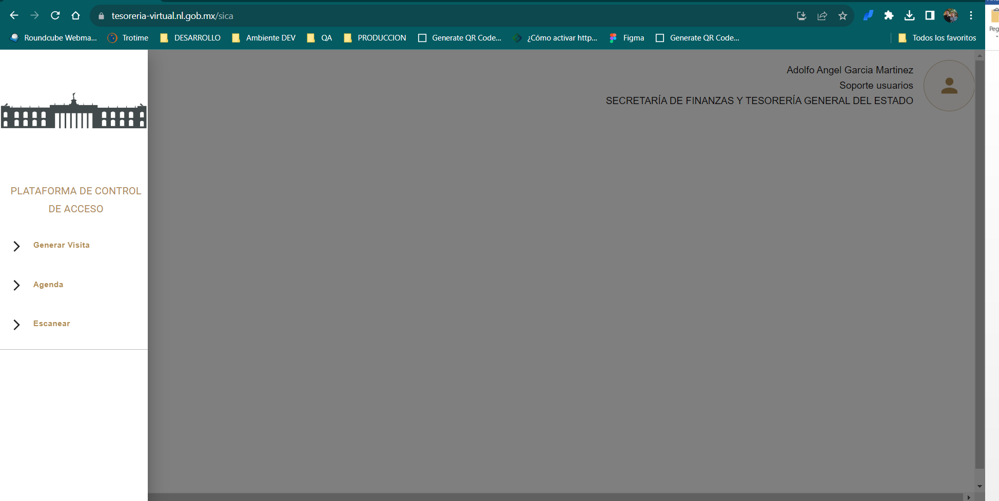 tesoreria-virtual.nl.gob.mx/sica
Roundcube Webma... Trotime DESARROLLO Ambiente DEV QA PRODUCCION Generate QR Code... ¿Cómo activar http... Figma Generate QR Code... Todos los favoritos
Peg
Adolfo Angel Garcia Martinez
Soporte usuarios
SECRETARÍA DE FINANZAS Y TESORERÍA GENERAL DEL ESTADO
PLATAFORMA DE CONTROL
DE ACCESO
Generar Visita
Agenda
Escanear